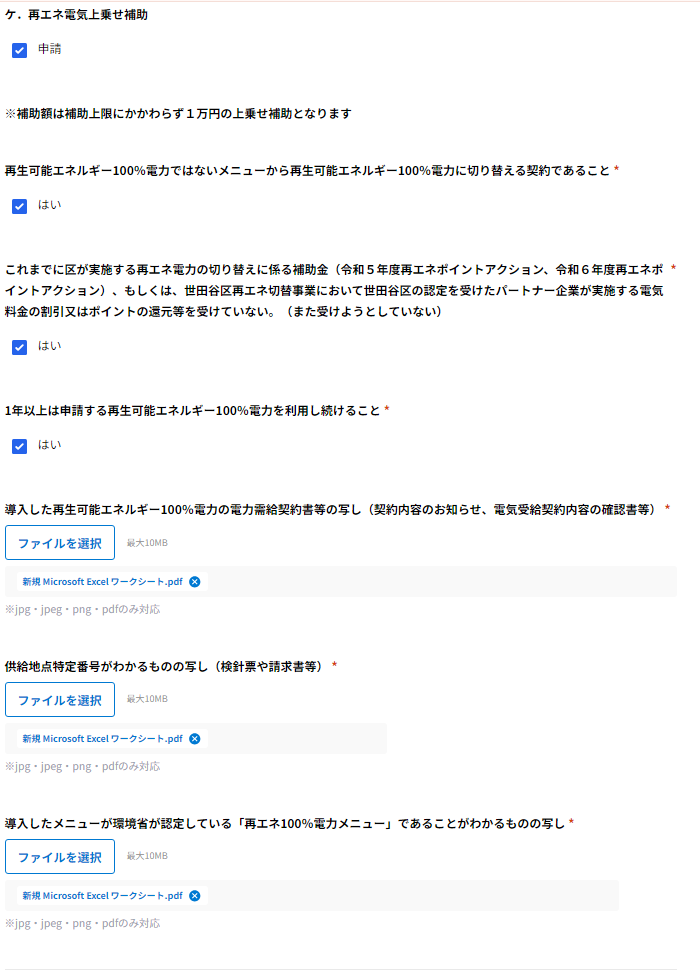 ケ．再エネ電気上乗せ補助
申請
※補助額は補助上限にかかわらず１万円の上乗せ補助となります
再生可能エネルギー100％電力ではないメニューから再生可能エネルギー100％電力に切り替える契約であること *
はい
これまでに区が実施する再エネ電力の切り替えに係る補助金（令和５年度再エネポイントアクション、令和６年度再エネポ *
イントアクション）、もしくは、世田谷区再エネ切替事業において世田谷区の認定を受けたパートナー企業が実施する電気
料金の割引又はポイントの還元等を受けていない。（また受けようとしていない）
はい
1年以上は申請する再生可能エネルギー100％電力を利用し続けること *
はい
導入した再生可能エネルギー100％電力の電力需給契約書等の写し（契約内容のお知らせ、電気受給契約内容の確認書等） *
ファイルを選択 最大10MB
新規 Microsoft Excel ワークシート.pdf
※jpg・jpeg・png・pdfのみ対応
供給地点特定番号がわかるものの写し（検針票や請求書等） *
ファイルを選択 最大10MB
新規 Microsoft Excel ワークシート.pdf
※jpg・jpeg・png・pdfのみ対応
導入したメニューが環境省が認定している「再エネ100％電力メニュー」であることがわかるものの写し *
ファイルを選択 最大10MB
新規 Microsoft Excel ワークシート.pdf
※jpg・jpeg・png・pdfのみ対応